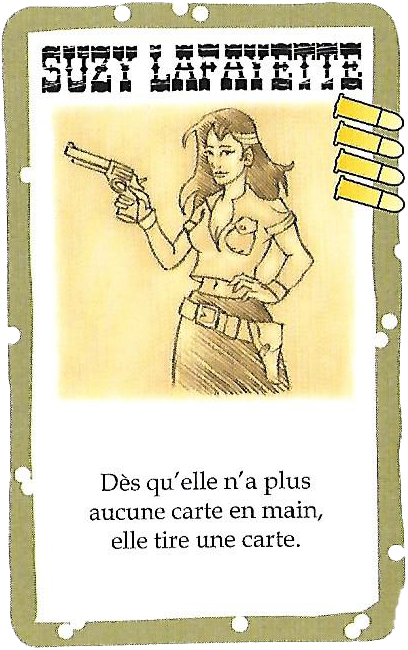 SUZY LAFAYETTE
Dès qu'elle n'a plus
aucune carte en main,
elle tire une carte.